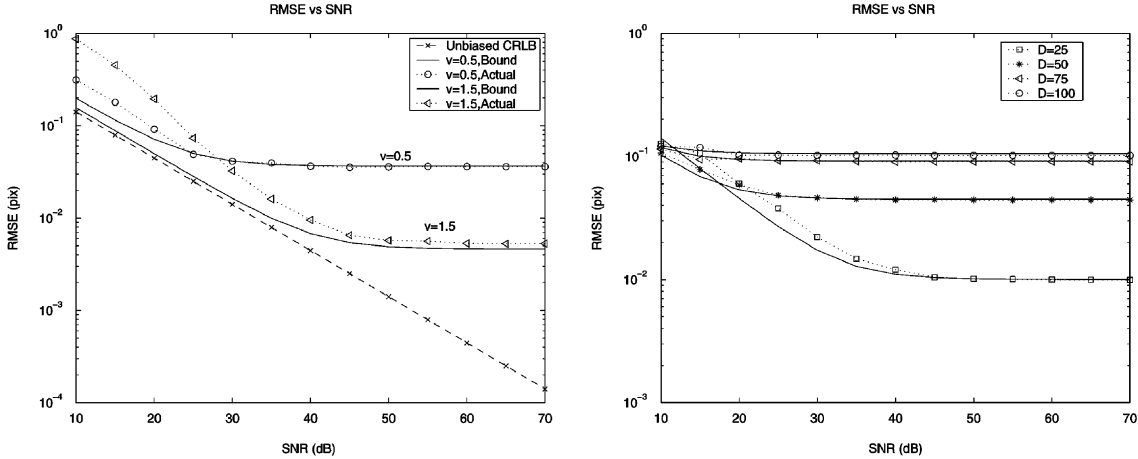 RMSE vs SNR
10^0
10^-1
10^-2
10^-3
10^-4
RMSE (pix)
10 20 30 40 50 60 70
SNR (dB)
Unbiased CRLB
v=0.5,Bound
v=0.5,Actual
v=1.5,Bound
v=1.5,Actual
v=0.5
v=1.5
RMSE vs SNR
10^0
10^-1
10^-2
10^-3
RMSE (pix)
10 20 30 40 50 60 70
SNR (dB)
D=25
D=50
D=75
D=100